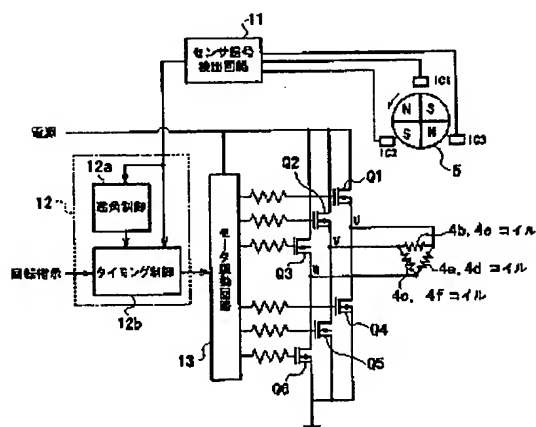 11
センサ信号
検出回路
IC1
N S
S N
IC2
IC3
5
電源
12a
12
進角制御
回転指示
タイミング制御
12b
モータ駆動回路
13
Q1
Q2
Q3
U
V
W
4b, 4e コイル
4a, 4d コイル
4c, 4f コイル
Q4
Q5
Q6